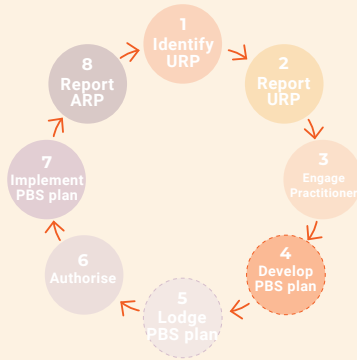 1
Identify
URP
2
Report
URP
3
Engage
Practitioner
4
Develop
PBS plan
5
Lodge
PBS plan
6
Authorise
7
Implement
PBS plan
8
Report
ARP